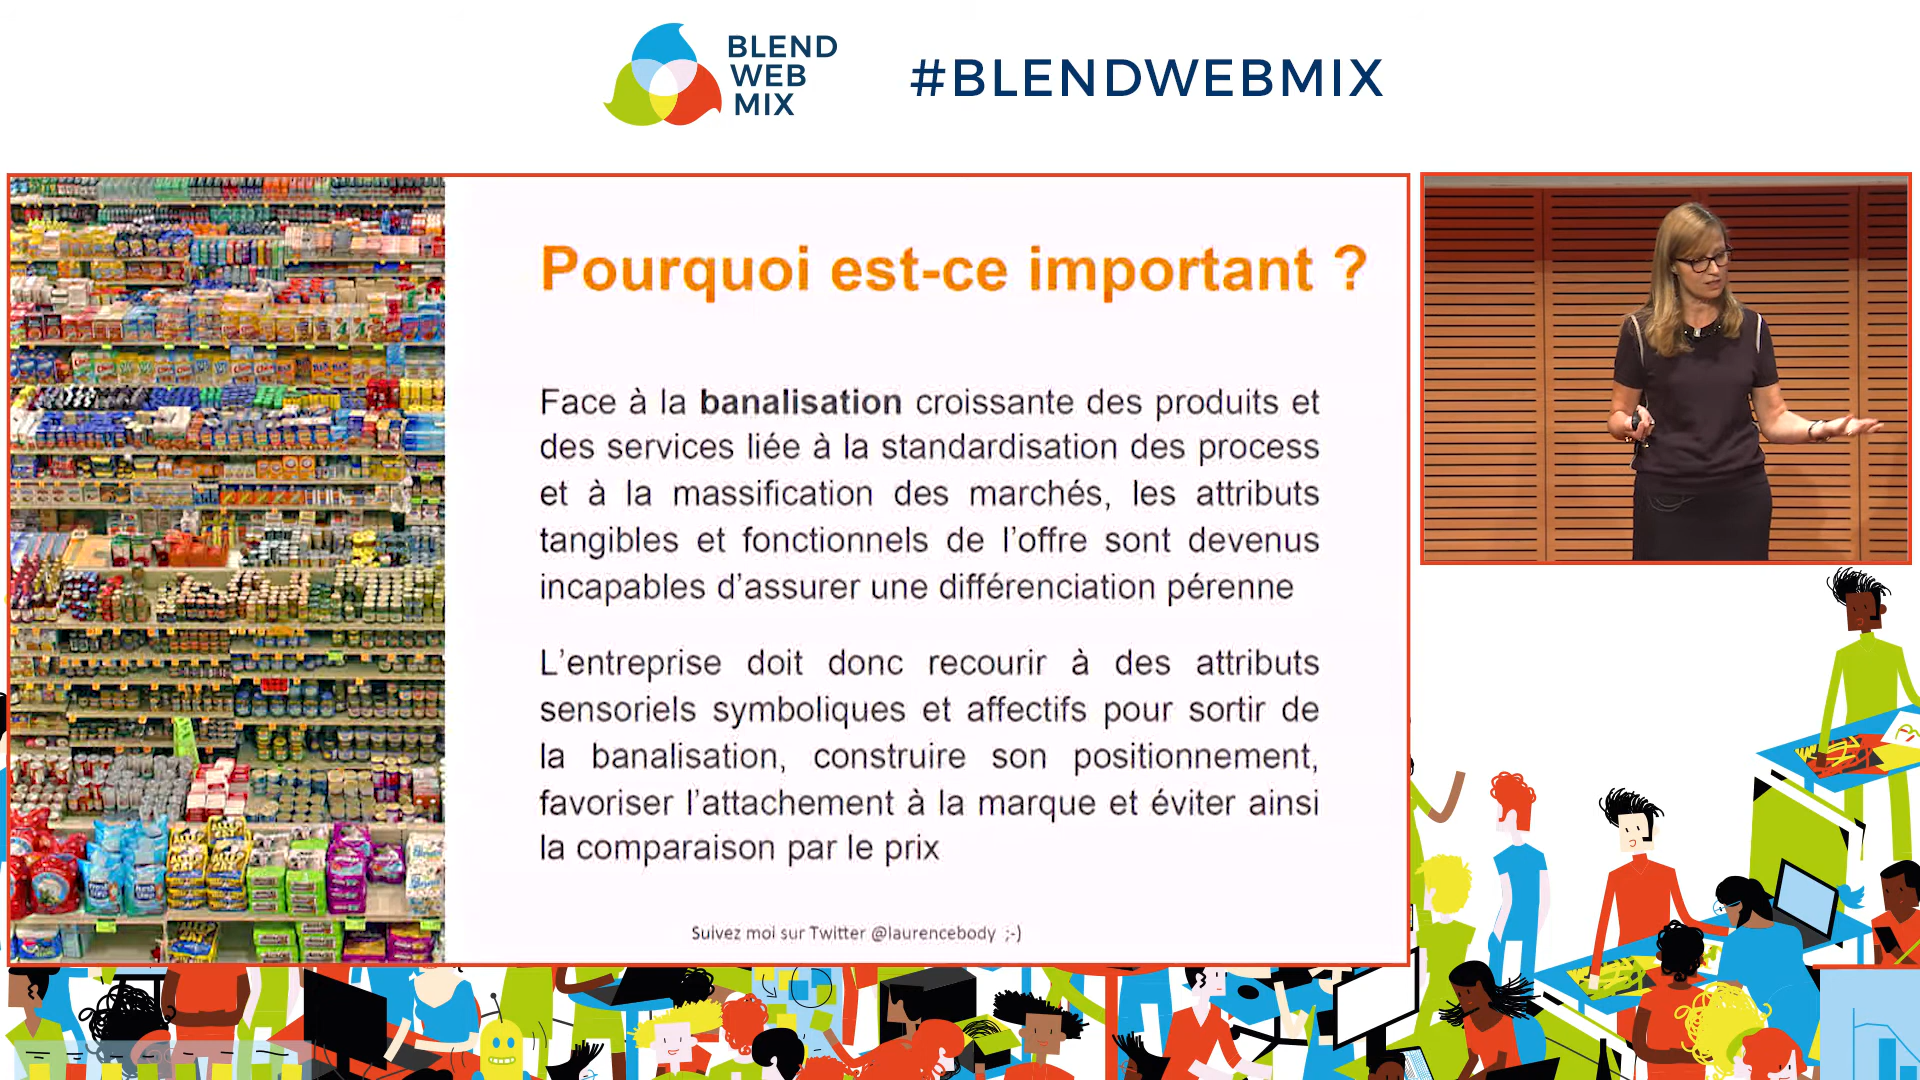 BLEND
WEB
MIX
#BLENDWEBMIX
Pourquoi est-ce important ?
Face à la banalisation croissante des produits et
des services liée à la standardisation des process
et à la massification des marchés, les attributs
tangibles et fonctionnels de l’offre sont devenus
incapables d’assurer une différenciation pérenne
L’entreprise doit donc recourir à des attributs
sensoriels symboliques et affectifs pour sortir de
la banalisation, construire son positionnement,
favoriser l’attachement à la marque et éviter ainsi
la comparaison par le prix
Suivez moi sur Twitter @laurencebody ;-)